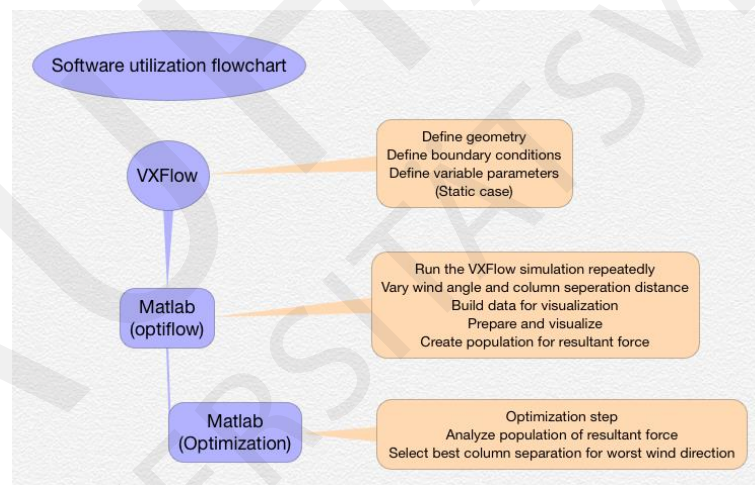 Software utilization flowchart
VXFlow
Define geometry
Define boundary conditions
Define variable parameters
(Static case)
Matlab
(optiflow)
Run the VXFlow simulation repeatedly
Vary wind angle and column seperation distance
Build data for visualization
Prepare and visualize
Create population for resultant force
Matlab
(Optimization)
Optimization step
Analyze population of resultant force
Select best column separation for worst wind direction